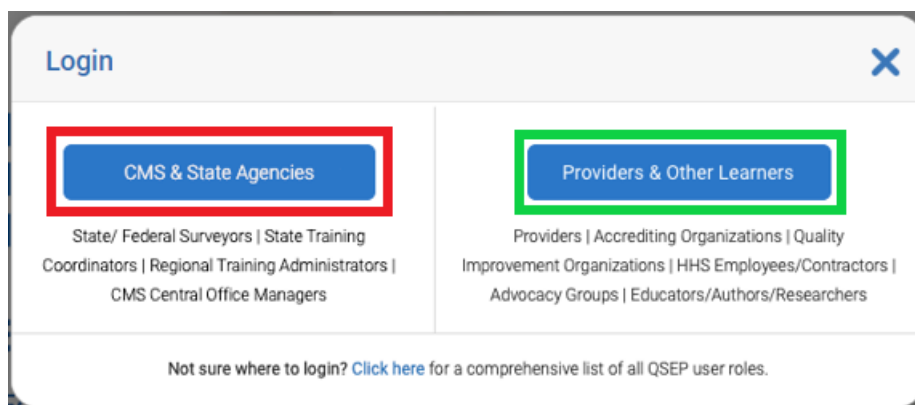 Login
CMS & State Agencies
State/ Federal Surveyors | State Training
Coordinators | Regional Training Administrators |
CMS Central Office Managers
Providers & Other Learners
Providers | Accrediting Organizations | Quality
Improvement Organizations | HHS Employees/Contractors |
Advocacy Groups | Educators/Authors/Researchers
Not sure where to login? Click here for a comprehensive list of all QSEP user roles.